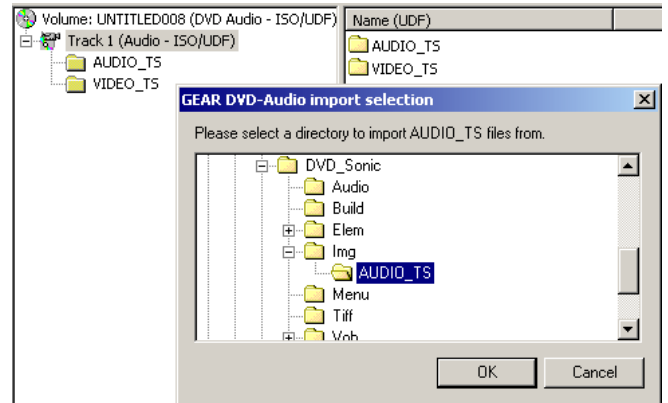 Volume: UNTITLED008 (DVD Audio - ISO/UDF)
Track 1 (Audio - ISO/UDF)
AUDIO_TS
VIDEO_TS
Name (UDF)
AUDIO_TS
VIDEO_TS
GEAR DVD-Audio import selection
Please select a directory to import AUDIO_TS files from.
DVD_Sonic
Audio
Build
Elem
Img
AUDIO_TS
Menu
Tiff
Vob
OK
Cancel